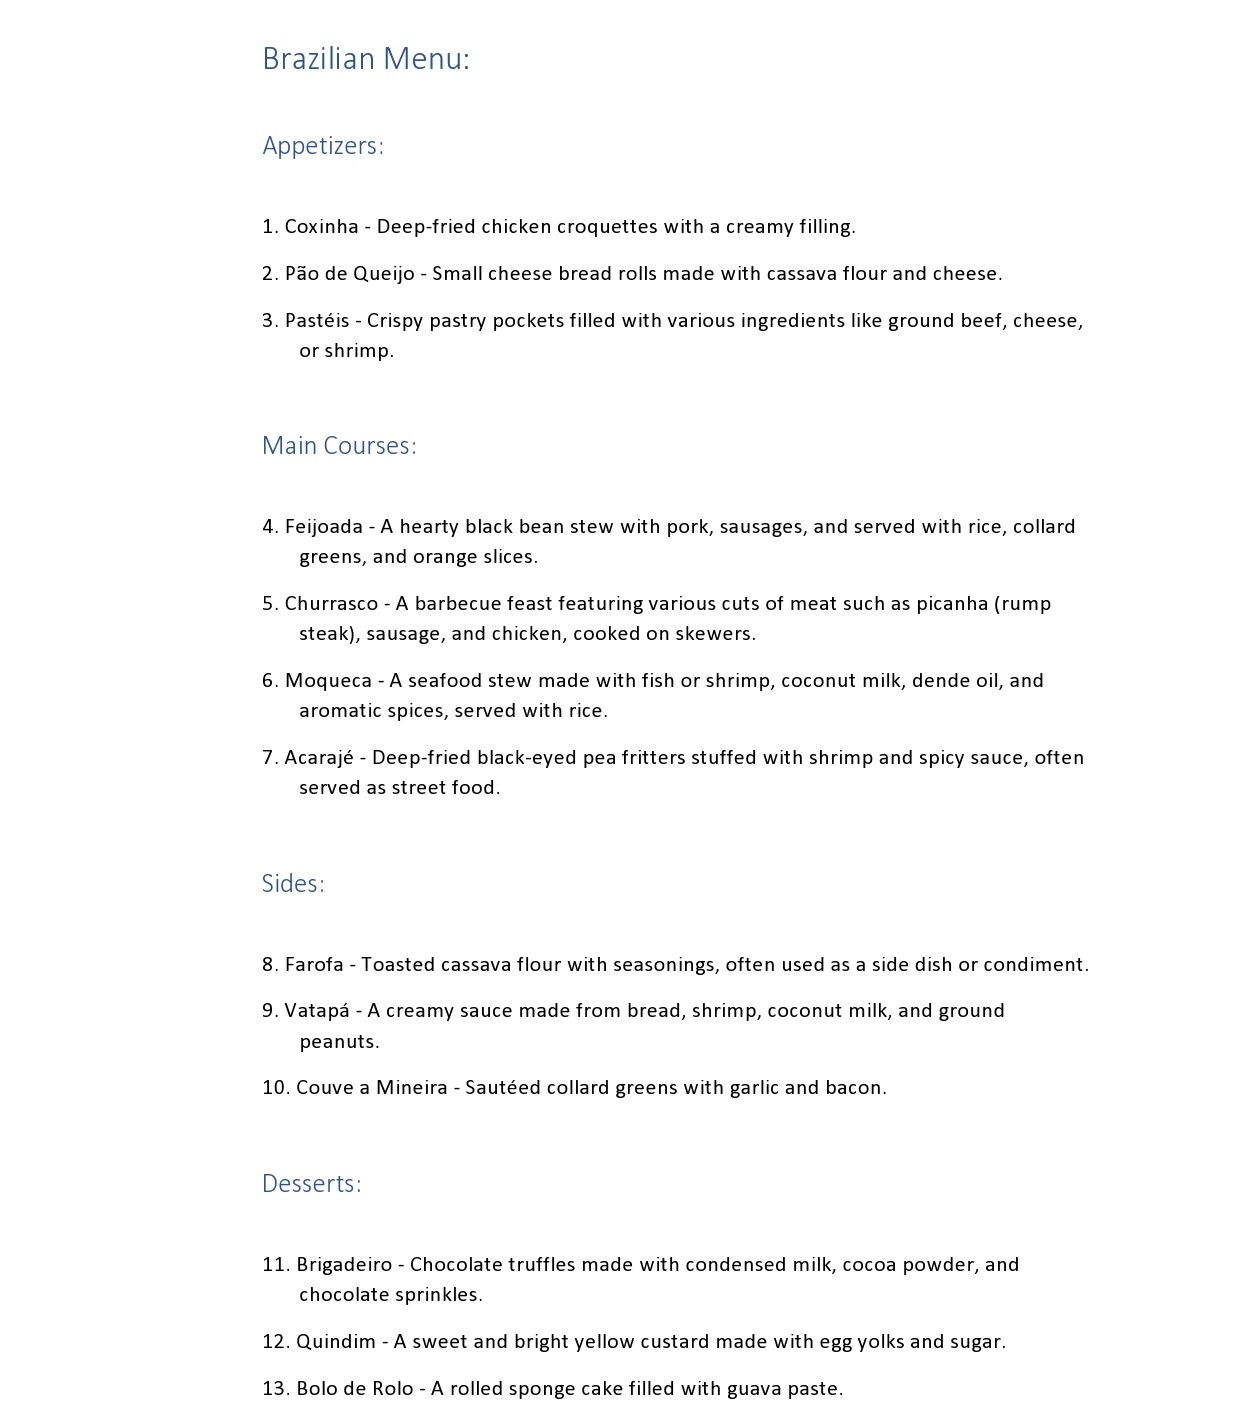 Brazilian Menu:
Appetizers:
1. Coxinha - Deep-fried chicken croquettes with a creamy filling.
2. Pão de Queijo - Small cheese bread rolls made with cassava flour and cheese.
3. Pastéis - Crispy pastry pockets filled with various ingredients like ground beef, cheese,
or shrimp.
Main Courses:
4. Feijoada - A hearty black bean stew with pork, sausages, and served with rice, collard
greens, and orange slices.
5. Churrasco - A barbecue feast featuring various cuts of meat such as picanha (rump
steak), sausage, and chicken, cooked on skewers.
6. Moqueca - A seafood stew made with fish or shrimp, coconut milk, dende oil, and
aromatic spices, served with rice.
7. Acarajé - Deep-fried black-eyed pea fritters stuffed with shrimp and spicy sauce, often
served as street food.
Sides:
8. Farofa - Toasted cassava flour with seasonings, often used as a side dish or condiment.
9. Vatapá - A creamy sauce made from bread, shrimp, coconut milk, and ground
peanuts.
10. Couve a Mineira - Sautéed collard greens with garlic and bacon.
Desserts:
11. Brigadeiro - Chocolate truffles made with condensed milk, cocoa powder, and
chocolate sprinkles.
12. Quindim - A sweet and bright yellow custard made with egg yolks and sugar.
13. Bolo de Rolo - A rolled sponge cake filled with guava paste.